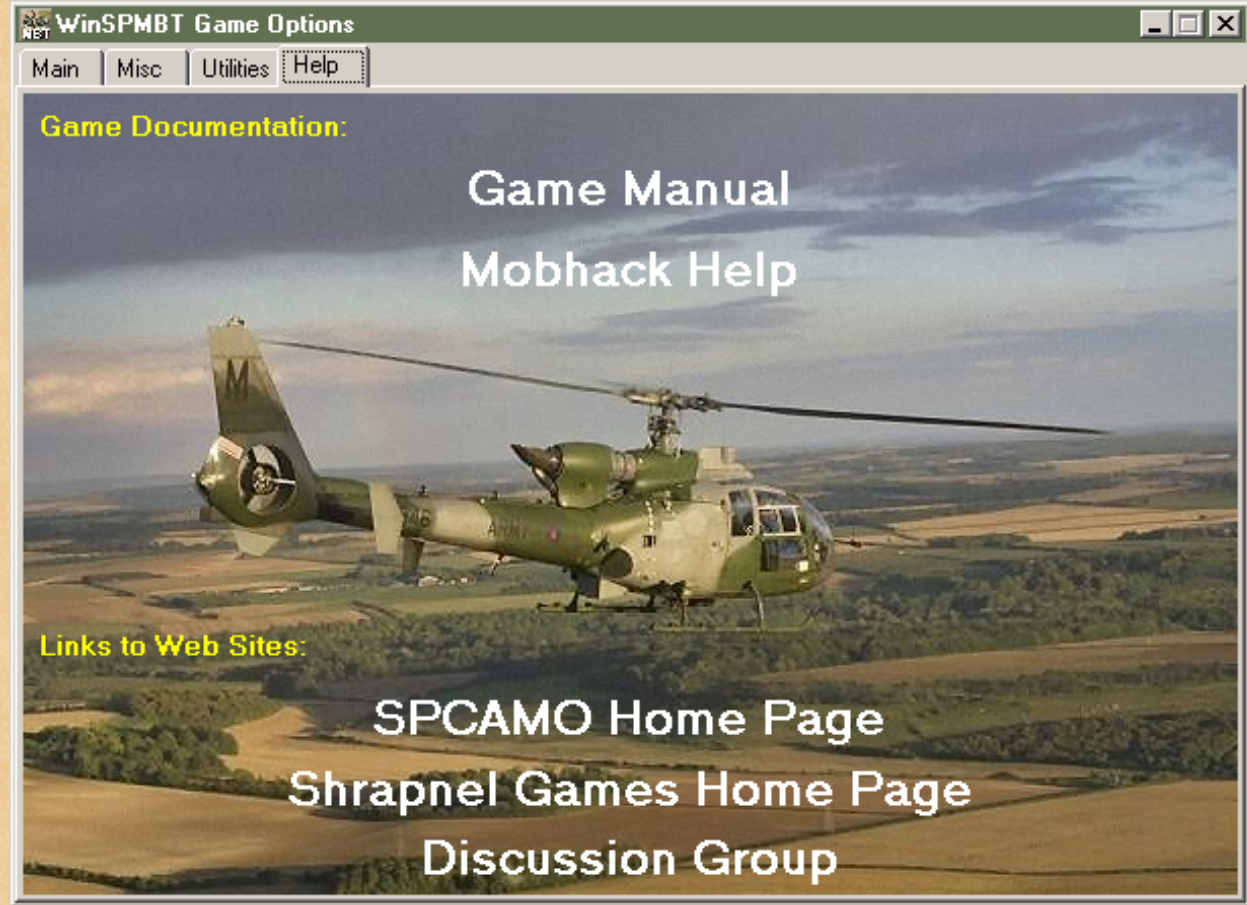 WinSPMBT Game Options
Main Misc Utilities Help
Game Documentation:
Game Manual
Mobhack Help
M
ARMY
Links to Web Sites:
SPCAMO Home Page
Shrapnel Games Home Page
Discussion Group